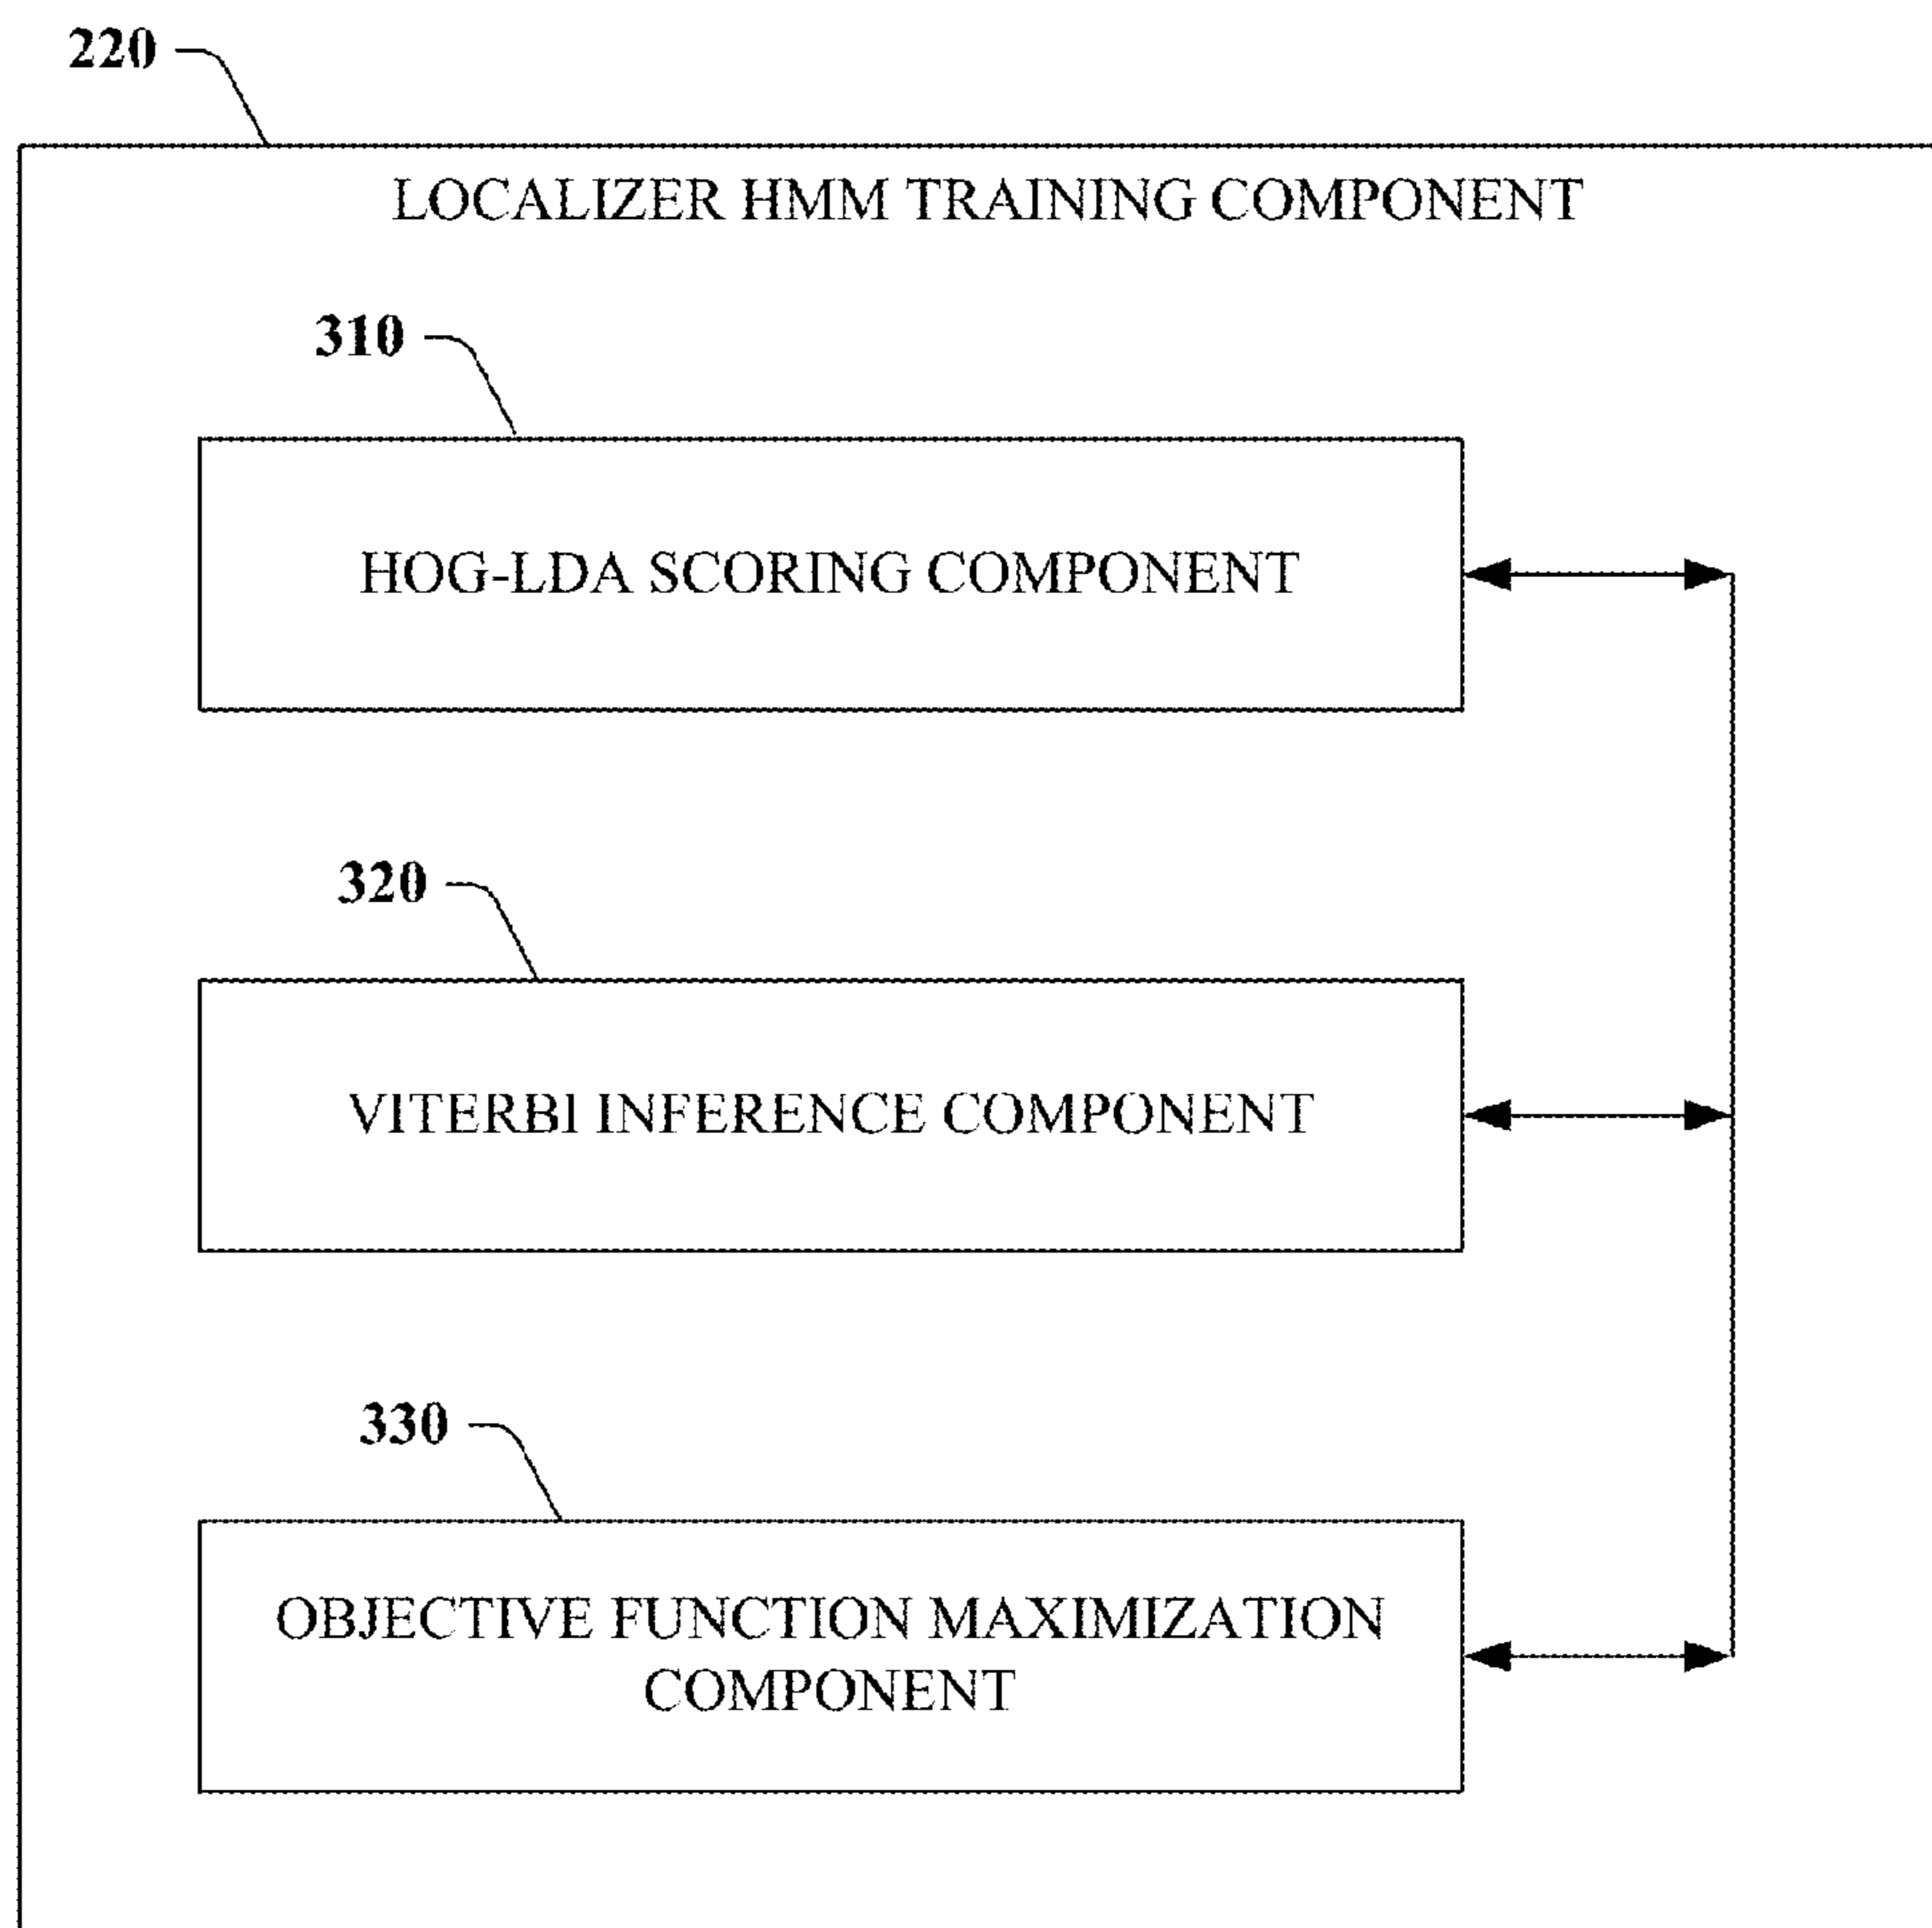 220
LOCALIZER HMM TRAINING COMPONENT
310
HOG-LDA SCORING COMPONENT
320
VITERBI INFERENCE COMPONENT
330
OBJECTIVE FUNCTION MAXIMIZATION
COMPONENT